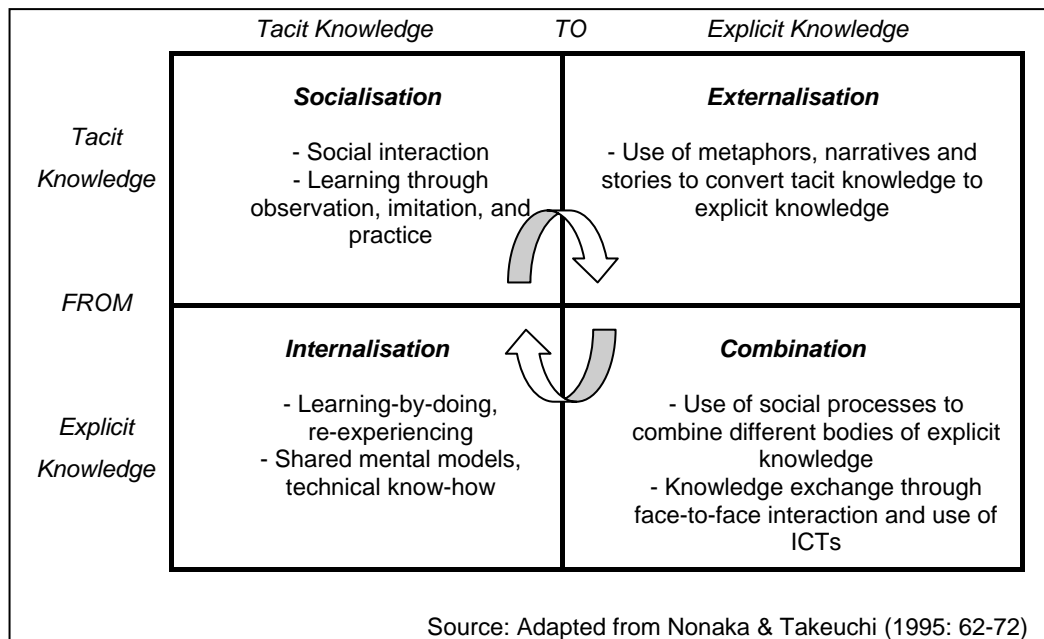 Tacit Knowledge TO Explicit Knowledge
Tacit
Knowledge
Socialisation
- Social interaction
- Learning through
observation, imitation, and
practice
Externalisation
- Use of metaphors, narratives and
stories to convert tacit knowledge to
explicit knowledge
FROM
Explicit
Knowledge
Internalisation
- Learning-by-doing,
re-experiencing
- Shared mental models,
technical know-how
Combination
- Use of social processes to
combine different bodies of explicit
knowledge
- Knowledge exchange through
face-to-face interaction and use of
ICTs
Source: Adapted from Nonaka & Takeuchi (1995: 62-72)